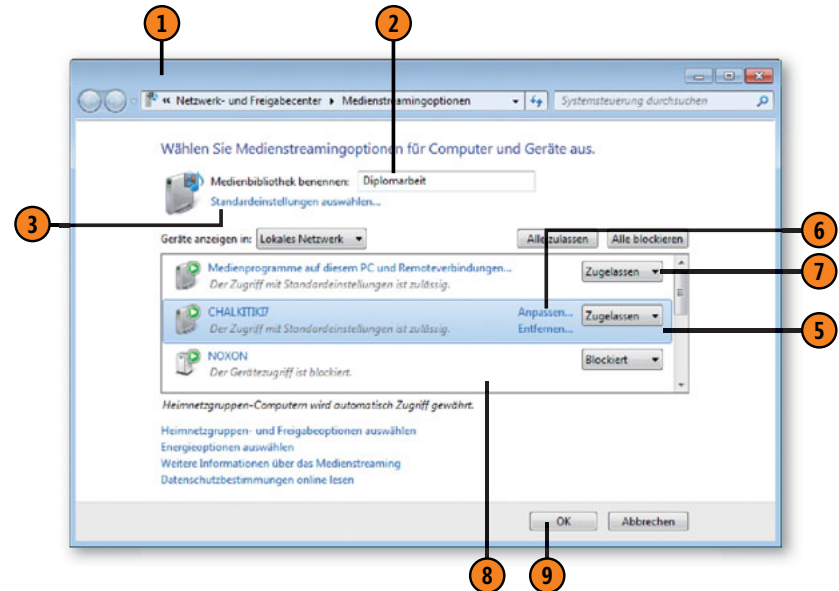 1
2
« Netzwerk- und Freigabecenter ▸ Medienstreamingoptionen
Systemsteuerung durchsuchen
Wählen Sie Medienstreamingoptionen für Computer und Geräte aus.
Medienbibliothek benennen: Diplomarbeit
Standardeinstellungen auswählen...
3
6
Geräte anzeigen in: Lokales Netzwerk
Alle zulassen Alle blockieren
Medienprogramme auf diesem PC und Remoteverbindungen...
Zugelassen
7
Der Zugriff mit Standardeinstellungen ist zulässig.
CHALKITIKI7
Anpassen...
Zugelassen
Der Zugriff mit Standardeinstellungen ist zulässig.
Entfernen...
5
NOXON
Blockiert
Der Gerätezugriff ist blockiert.
Heimnetzgruppen-Computern wird automatisch Zugriff gewährt.
Heimnetzgruppen- und Freigabeoptionen auswählen
Energieoptionen auswählen
Weitere Informationen über das Medienstreaming
Datenschutzbestimmungen online lesen
OK Abbrechen
8
9